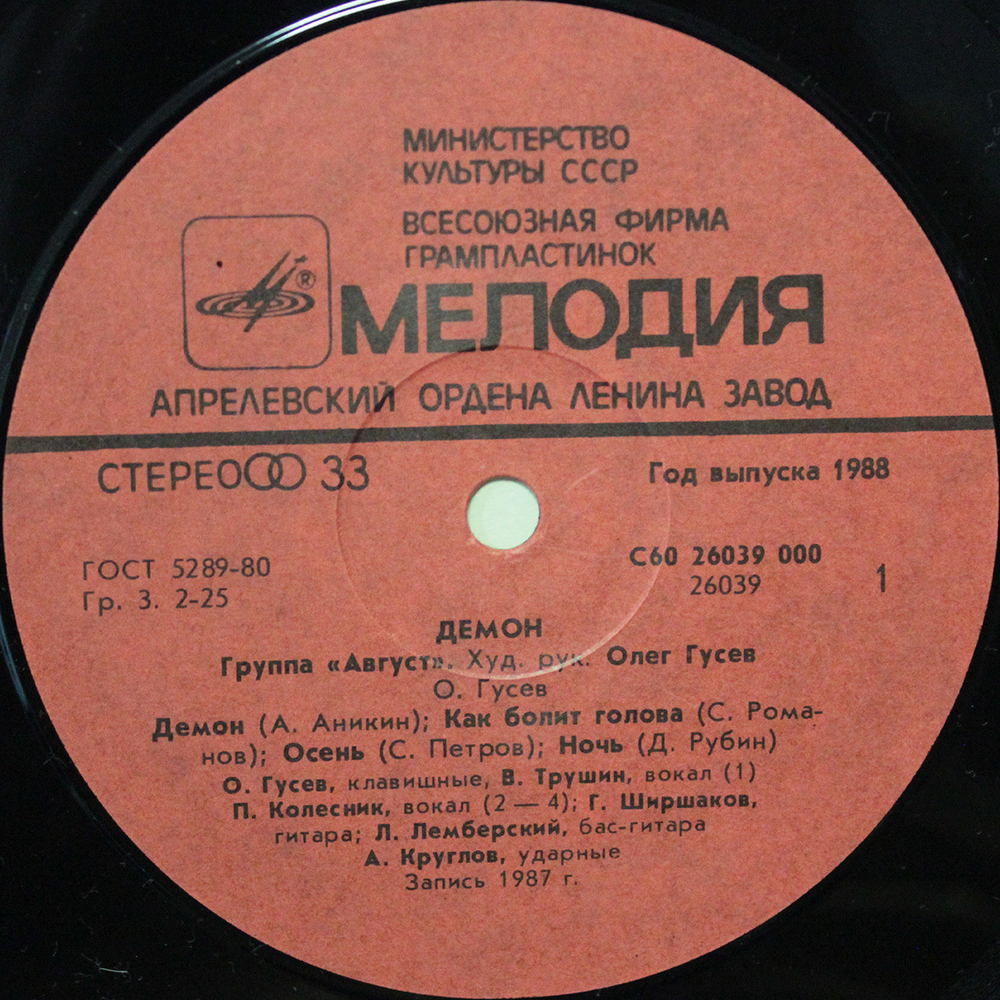 МИНИСТЕРСТВО
КУЛЬТУРЫ СССР
ВСЕСОЮЗНАЯ ФИРМА
ГРАМПЛАСТИНОК
®
МЕЛОДИЯ
АПРЕЛЕВСКИЙ ОРДЕНА ЛЕНИНА ЗАВОД
СТЕРЕО 33
Год выпуска 1988
ГОСТ 5289-80
Гр. 3. 2-25
С60 26039 000
26039
1
ДЕМОН
Группа «Август». Худ. рук. Олег Гусев
О. Гусев
Демон (А. Аникин); Как болит голова (С. Рома-
нов); Осень (С. Петров); Ночь (Д. Рубин)
О. Гусев, клавишные, В. Трушин, вокал (1)
П. Колесник, вокал (2 — 4); Г. Ширшаков,
гитара; Л. Лемберский, бас-гитара
А. Круглов, ударные
Запись 1987 г.